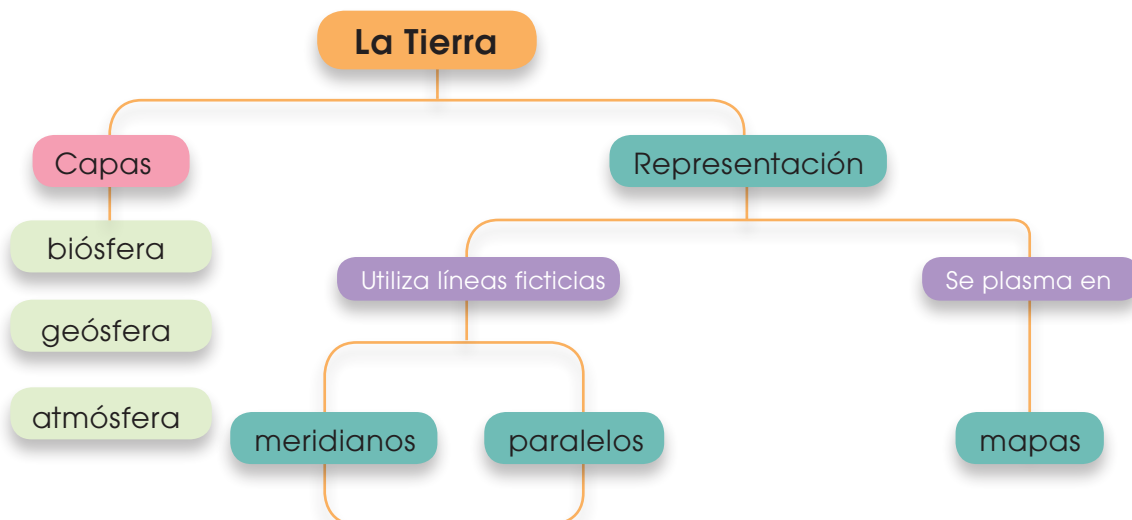 La Tierra
Capas
Representación
biósfera
Utiliza líneas ficticias
Se plasma en
geósfera
atmósfera
meridianos
paralelos
mapas